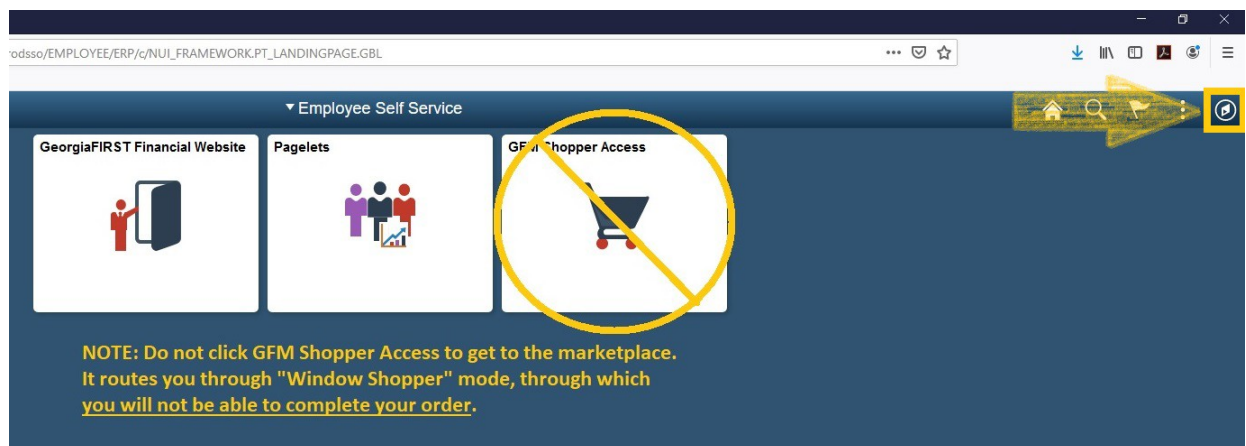 rodsso/EMPLOYEE/ERP/c/NUI_FRAMEWORK.PT_LANDINGPAGE.GBL
Employee Self Service
GeorgiaFIRST Financial Website
Pagelets
GFM Shopper Access
NOTE: Do not click GFM Shopper Access to get to the marketplace.
It routes you through "Window Shopper" mode, through which
you will not be able to complete your order.